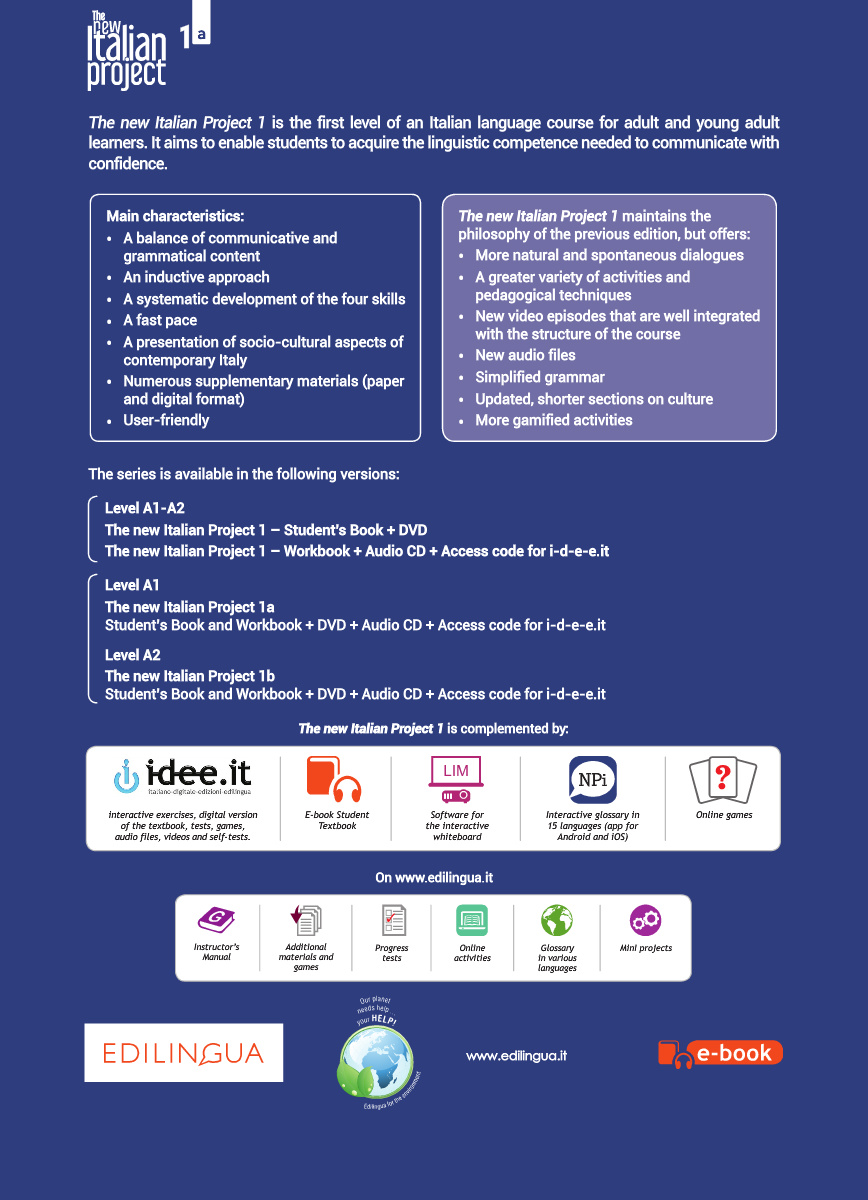 The
new
Italian
project
1
a
The new Italian Project 1 is the first level of an Italian language course for adult and young adult
learners. It aims to enable students to acquire the linguistic competence needed to communicate with
confidence.
Main characteristics:
• A balance of communicative and
grammatical content
• An inductive approach
• A systematic development of the four skills
• A fast pace
• A presentation of socio-cultural aspects of
contemporary Italy
• Numerous supplementary materials (paper
and digital format)
• User-friendly
The new Italian Project 1 maintains the
philosophy of the previous edition, but offers:
• More natural and spontaneous dialogues
• A greater variety of activities and
pedagogical techniques
• New video episodes that are well integrated
with the structure of the course
• New audio files
• Simplified grammar
• Updated, shorter sections on culture
• More gamified activities
The series is available in the following versions:
Level A1-A2
The new Italian Project 1 – Student's Book + DVD
The new Italian Project 1 – Workbook + Audio CD + Access code for i-d-e-e.it
Level A1
The new Italian Project 1a
Student's Book and Workbook + DVD + Audio CD + Access code for i-d-e-e.it
Level A2
The new Italian Project 1b
Student's Book and Workbook + DVD + Audio CD + Access code for i-d-e-e.it
The new Italian Project 1 is complemented by:
idee.it
italiano-digitale-edizioni-edilingua
interactive exercises, digital version
of the textbook, tests, games,
audio files, videos and self-tests.
E-book Student
Textbook
LIM
Software for
the interactive
whiteboard
NPi
Interactive glossary in
15 languages (app for
Android and iOS)
?
Online games
On www.edilingua.it
G
Instructor's
Manual
Additional
materials and
games
Progress
tests
Online
activities
Glossary
in various
languages
Mini projects
EDILINGUA
Our planet
needs help...
your HELP!
Edilingua for the environment
www.edilingua.it
e-book